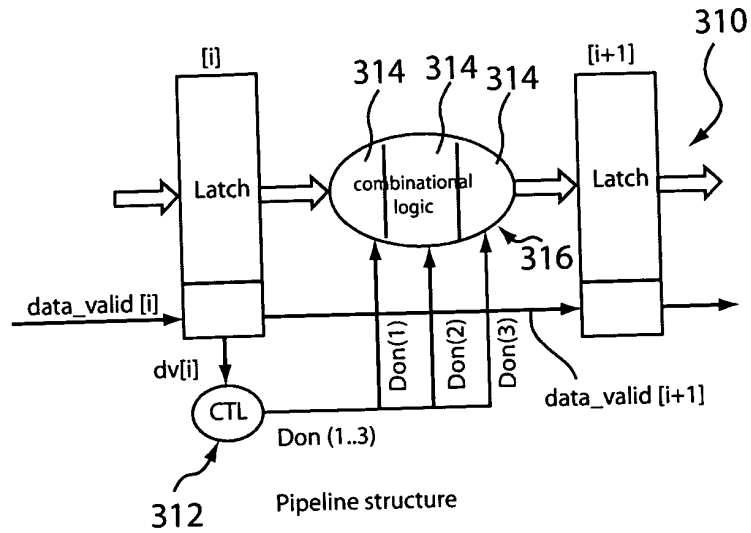 310
[i]
[i+1]
314
314
314
Latch
combinational
logic
Latch
316
data_valid [i]
dv[i]
Don(1)
Don(2)
Don(3)
data_valid [i+1]
CTL
Don (1..3)
312
Pipeline structure